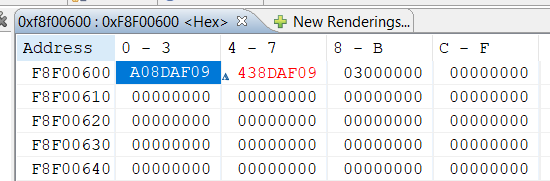 0xf8f00600 : 0xF8F00600 <Hex> New Renderings...
Address 0 - 3 4 - 7 8 - B C - F
F8F00600 A08DAF09 438DAF09 03000000 00000000
F8F00610 00000000 00000000 00000000 00000000
F8F00620 00000000 00000000 00000000 00000000
F8F00630 00000000 00000000 00000000 00000000
F8F00640 00000000 00000000 00000000 00000000